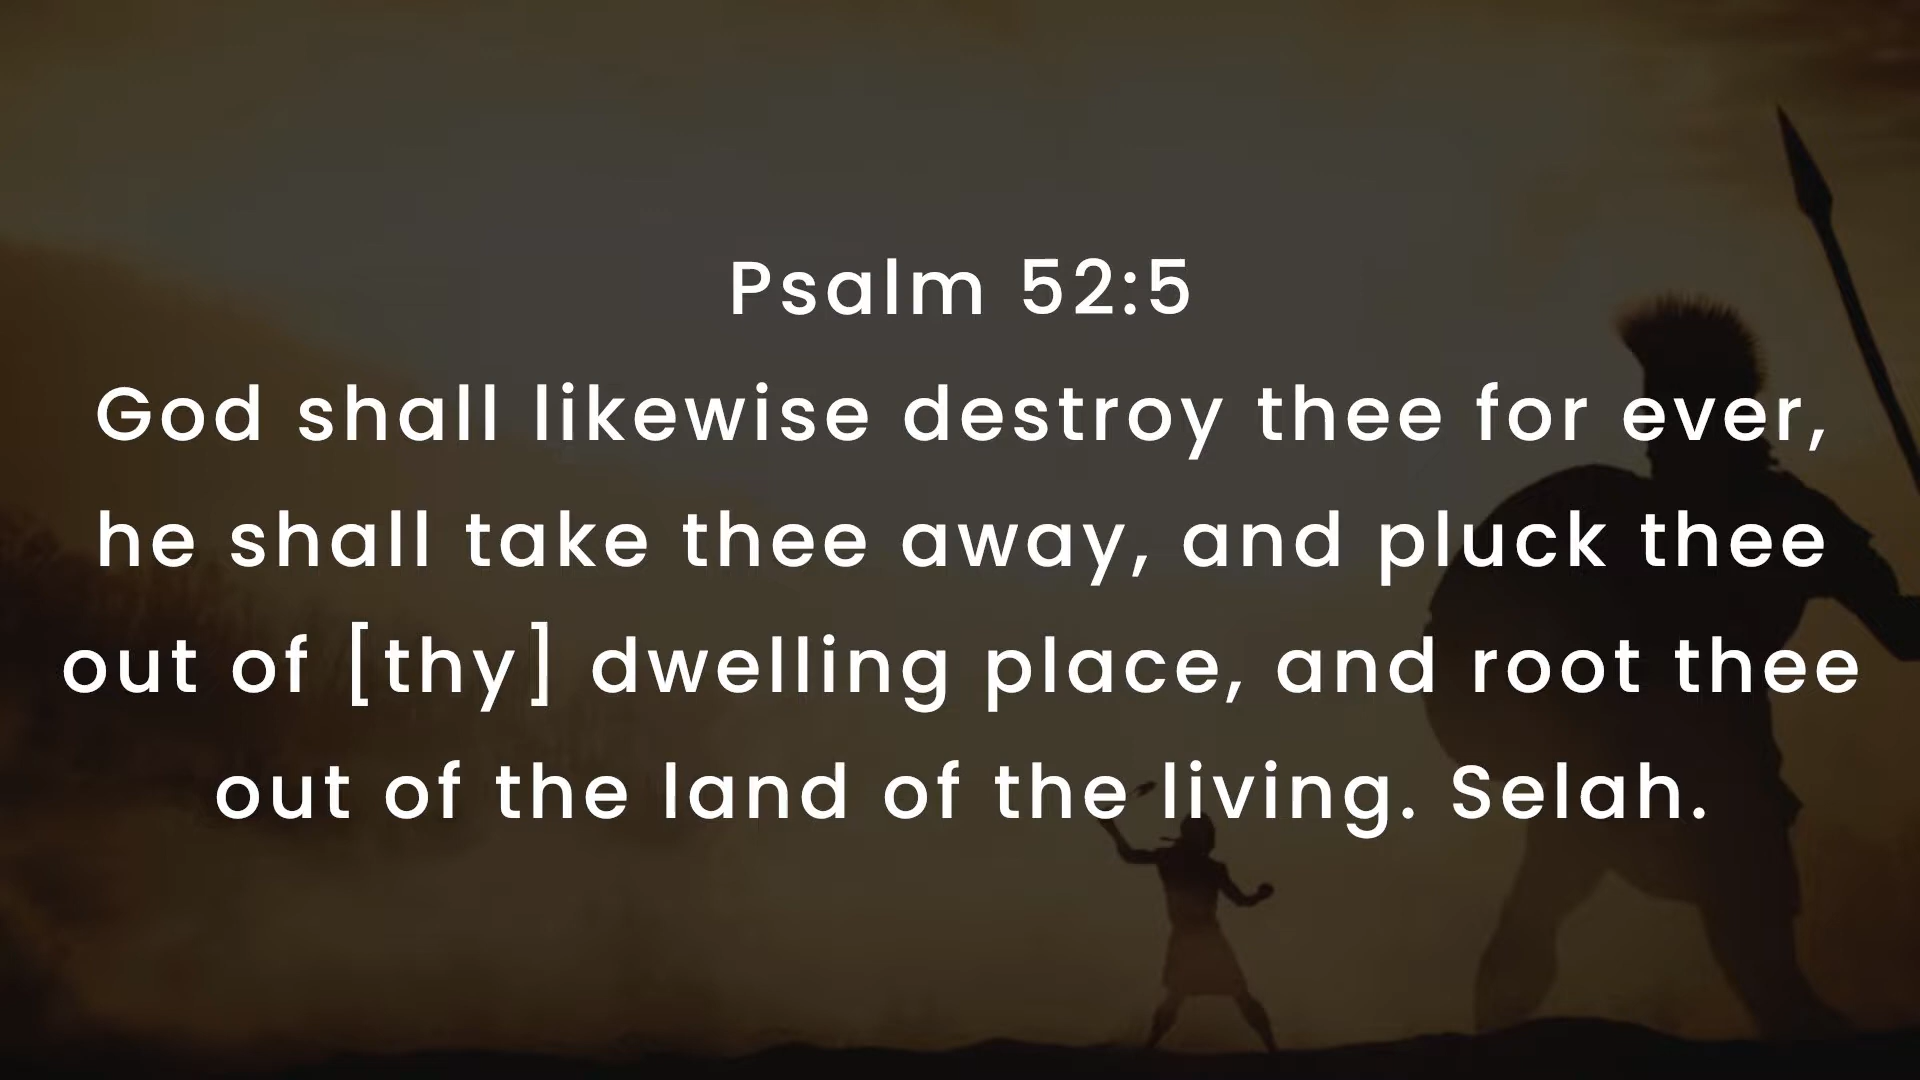 Psalm 52:5
God shall likewise destroy thee for ever,
he shall take thee away, and pluck thee
out of [thy] dwelling place, and root thee
out of the land of the living. Selah.